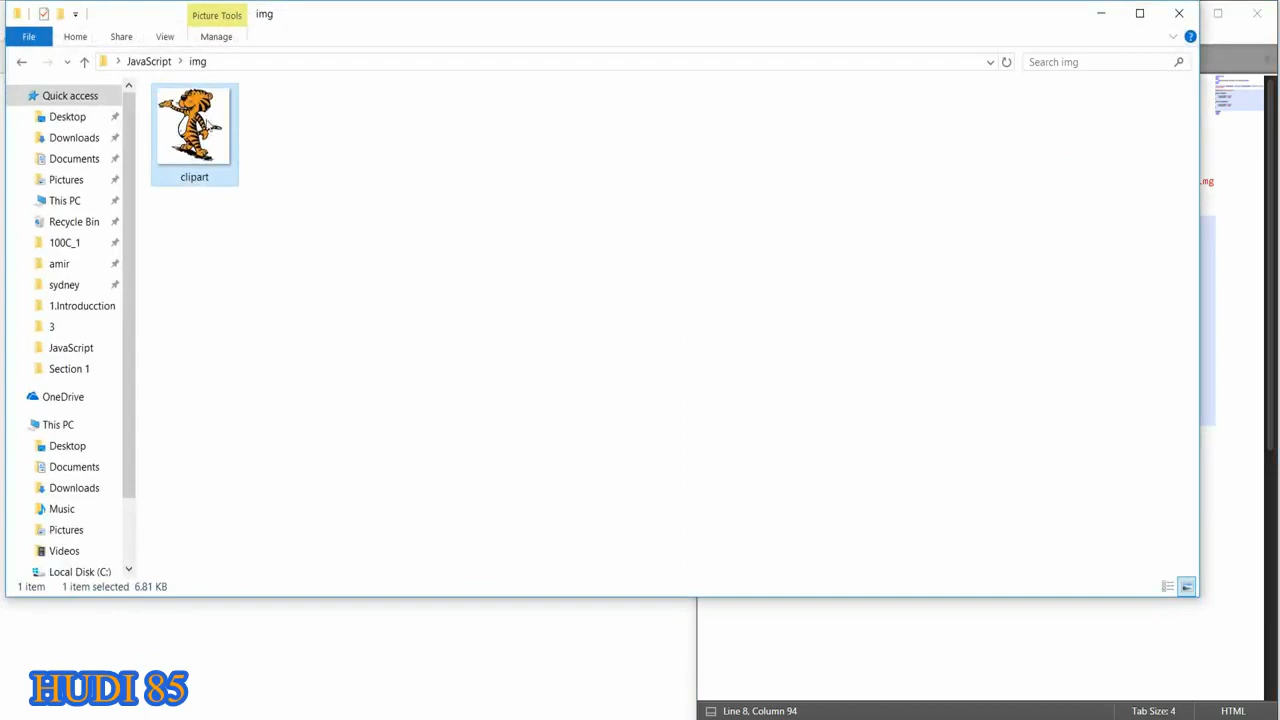 Picture Tools
img
File
Home
Share
View
Manage
JavaScript
img
Search img
Quick access
Desktop
Downloads
Documents
Pictures
This PC
Recycle Bin
100C_1
amir
sydney
1.Introducction
3
JavaScript
Section 1
OneDrive
This PC
Desktop
Documents
Downloads
Music
Pictures
Videos
Local Disk (C:)
clipart
mg
1 item
1 item selected 6.81 KB
HUDI 85
Line 8, Column 94
Tab Size: 4
HTML